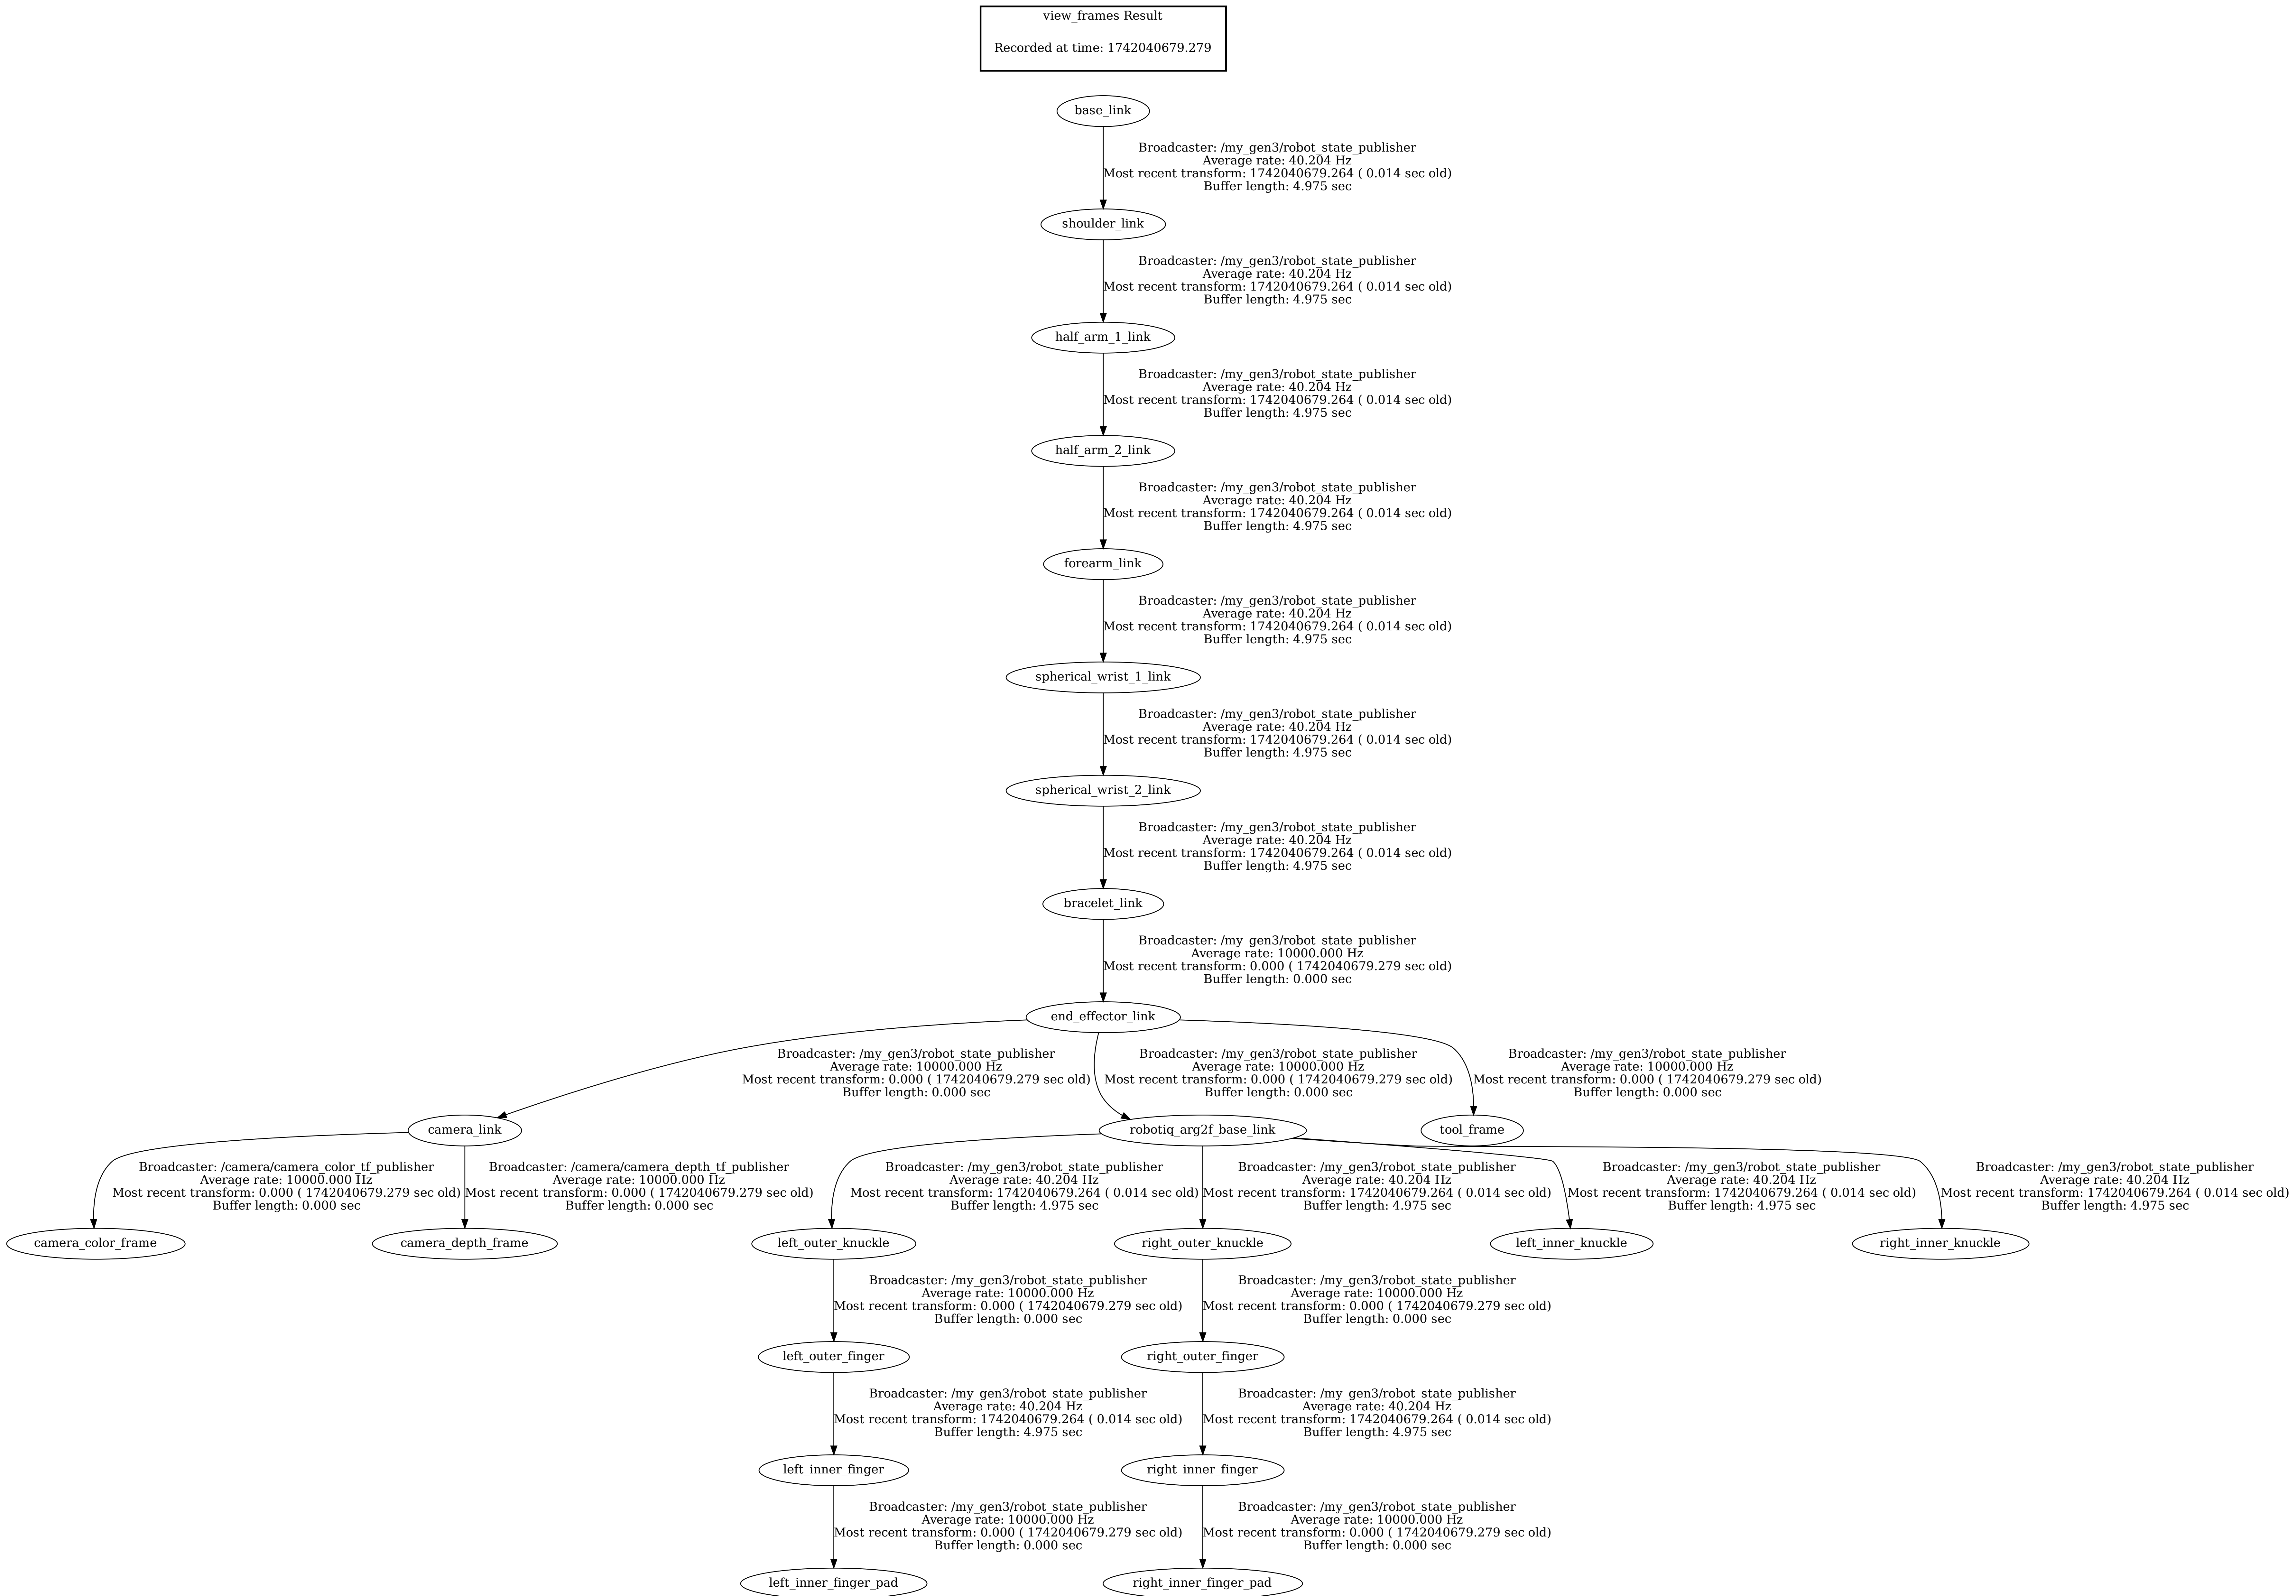 view_frames Result
Recorded at time: 1742040679.279
base_link
Broadcaster: /my_gen3/robot_state_publisher
Average rate: 40.204 Hz
Most recent transform: 1742040679.264 ( 0.014 sec old)
Buffer length: 4.975 sec
shoulder_link
Broadcaster: /my_gen3/robot_state_publisher
Average rate: 40.204 Hz
Most recent transform: 1742040679.264 ( 0.014 sec old)
Buffer length: 4.975 sec
half_arm_1_link
Broadcaster: /my_gen3/robot_state_publisher
Average rate: 40.204 Hz
Most recent transform: 1742040679.264 ( 0.014 sec old)
Buffer length: 4.975 sec
half_arm_2_link
Broadcaster: /my_gen3/robot_state_publisher
Average rate: 40.204 Hz
Most recent transform: 1742040679.264 ( 0.014 sec old)
Buffer length: 4.975 sec
forearm_link
Broadcaster: /my_gen3/robot_state_publisher
Average rate: 40.204 Hz
Most recent transform: 1742040679.264 ( 0.014 sec old)
Buffer length: 4.975 sec
spherical_wrist_1_link
Broadcaster: /my_gen3/robot_state_publisher
Average rate: 40.204 Hz
Most recent transform: 1742040679.264 ( 0.014 sec old)
Buffer length: 4.975 sec
spherical_wrist_2_link
Broadcaster: /my_gen3/robot_state_publisher
Average rate: 40.204 Hz
Most recent transform: 1742040679.264 ( 0.014 sec old)
Buffer length: 4.975 sec
bracelet_link
Broadcaster: /my_gen3/robot_state_publisher
Average rate: 10000.000 Hz
Most recent transform: 0.000 ( 1742040679.279 sec old)
Buffer length: 0.000 sec
end_effector_link
Broadcaster: /my_gen3/robot_state_publisher
Average rate: 10000.000 Hz
Most recent transform: 0.000 ( 1742040679.279 sec old)
Buffer length: 0.000 sec
Broadcaster: /my_gen3/robot_state_publisher
Average rate: 10000.000 Hz
Most recent transform: 0.000 ( 1742040679.279 sec old)
Buffer length: 0.000 sec
Broadcaster: /my_gen3/robot_state_publisher
Average rate: 10000.000 Hz
Most recent transform: 0.000 ( 1742040679.279 sec old)
Buffer length: 0.000 sec
camera_link
robotiq_arg2f_base_link
tool_frame
Broadcaster: /camera/camera_color_tf_publisher
Average rate: 10000.000 Hz
Most recent transform: 0.000 ( 1742040679.279 sec old)
Buffer length: 0.000 sec
Broadcaster: /camera/camera_depth_tf_publisher
Average rate: 10000.000 Hz
Most recent transform: 0.000 ( 1742040679.279 sec old)
Buffer length: 0.000 sec
Broadcaster: /my_gen3/robot_state_publisher
Average rate: 40.204 Hz
Most recent transform: 1742040679.264 ( 0.014 sec old)
Buffer length: 4.975 sec
Broadcaster: /my_gen3/robot_state_publisher
Average rate: 40.204 Hz
Most recent transform: 1742040679.264 ( 0.014 sec old)
Buffer length: 4.975 sec
Broadcaster: /my_gen3/robot_state_publisher
Average rate: 40.204 Hz
Most recent transform: 1742040679.264 ( 0.014 sec old)
Buffer length: 4.975 sec
Broadcaster: /my_gen3/robot_state_publisher
Average rate: 40.204 Hz
Most recent transform: 1742040679.264 ( 0.014 sec old)
Buffer length: 4.975 sec
camera_color_frame
camera_depth_frame
left_outer_knuckle
right_outer_knuckle
left_inner_knuckle
right_inner_knuckle
Broadcaster: /my_gen3/robot_state_publisher
Average rate: 10000.000 Hz
Most recent transform: 0.000 ( 1742040679.279 sec old)
Buffer length: 0.000 sec
Broadcaster: /my_gen3/robot_state_publisher
Average rate: 10000.000 Hz
Most recent transform: 0.000 ( 1742040679.279 sec old)
Buffer length: 0.000 sec
left_outer_finger
right_outer_finger
Broadcaster: /my_gen3/robot_state_publisher
Average rate: 40.204 Hz
Most recent transform: 1742040679.264 ( 0.014 sec old)
Buffer length: 4.975 sec
Broadcaster: /my_gen3/robot_state_publisher
Average rate: 40.204 Hz
Most recent transform: 1742040679.264 ( 0.014 sec old)
Buffer length: 4.975 sec
left_inner_finger
right_inner_finger
Broadcaster: /my_gen3/robot_state_publisher
Average rate: 10000.000 Hz
Most recent transform: 0.000 ( 1742040679.279 sec old)
Buffer length: 0.000 sec
Broadcaster: /my_gen3/robot_state_publisher
Average rate: 10000.000 Hz
Most recent transform: 0.000 ( 1742040679.279 sec old)
Buffer length: 0.000 sec
left_inner_finger_pad
right_inner_finger_pad